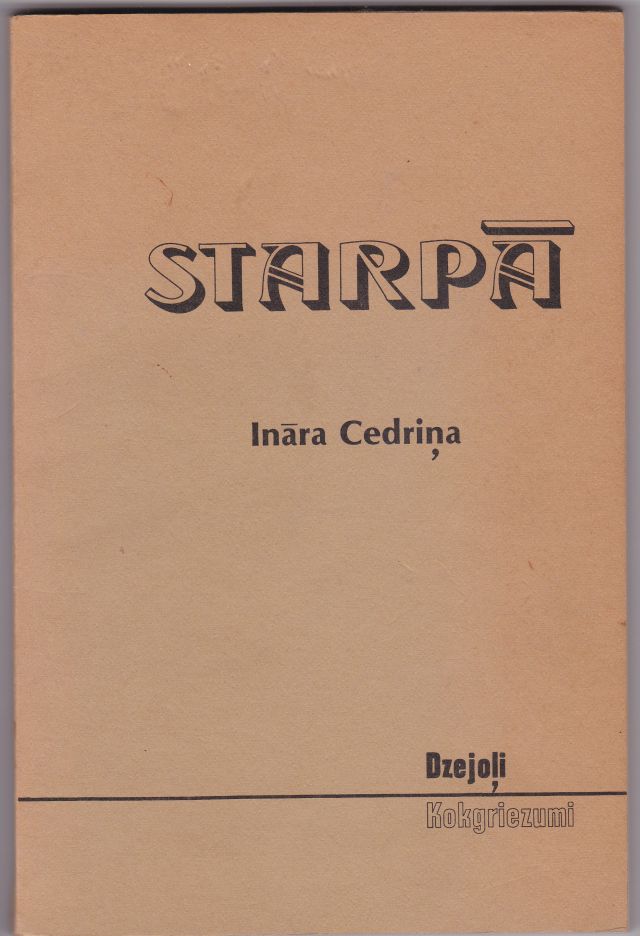 STARPĀ
Ināra Cedriņa
Dzejoļi
Kokgriezumi